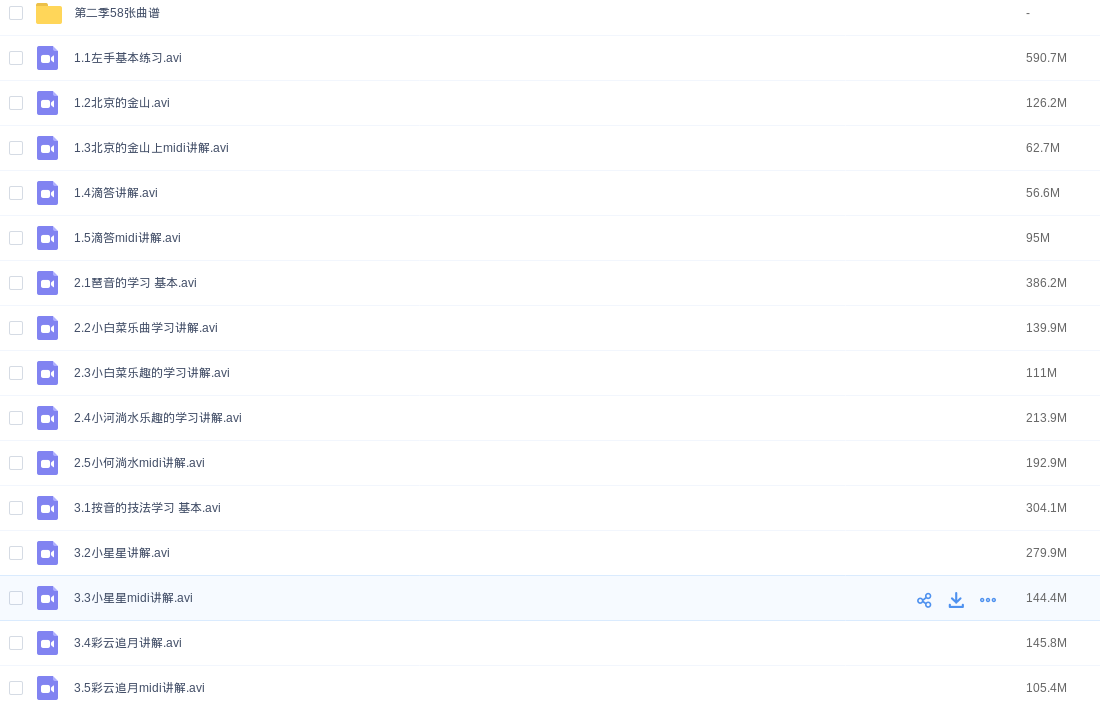 第二季58张曲谱 -
1.1左手基本练习.avi 590.7M
1.2北京的金山.avi 126.2M
1.3北京的金山上midi讲解.avi 62.7M
1.4滴答讲解.avi 56.6M
1.5滴答midi讲解.avi 95M
2.1琶音的学习 基本.avi 386.2M
2.2小白菜乐曲学习讲解.avi 139.9M
2.3小白菜乐趣的学习讲解.avi 111M
2.4小河淌水乐趣的学习讲解.avi 213.9M
2.5小何淌水midi讲解.avi 192.9M
3.1按音的技法学习 基本.avi 304.1M
3.2小星星讲解.avi 279.9M
3.3小星星midi讲解.avi 144.4M
3.4彩云追月讲解.avi 145.8M
3.5彩云追月midi讲解.avi 105.4M